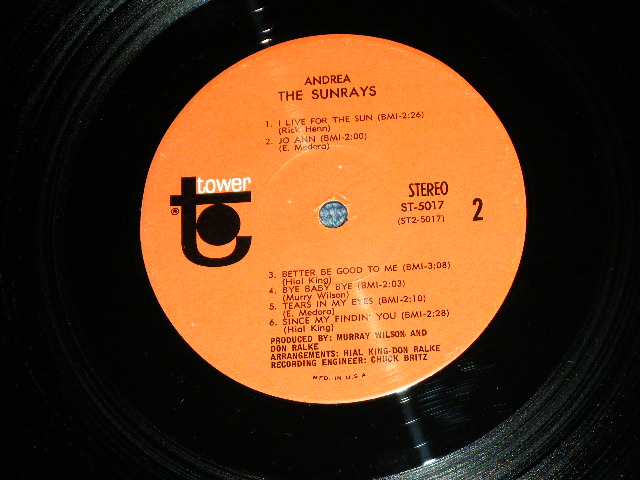 ANDREA
THE SUNRAYS
1. I LIVE FOR THE SUN (BMI-2:26)
(Rick Henn)
2. JO ANN (BMI-2:00)
(E. Medora)
tower
®
STEREO
ST-5017
(ST2-5017)
2
3. BETTER BE GOOD TO ME (BMI-3:08)
(Hial King)
4. BYE BABY BYE (BMI-2:03)
(Murry Wilson)
5. TEARS IN MY EYES (BMI-2:10)
(E. Medora)
6. SINCE MY FINDIN' YOU (BMI-2:28)
(Hial King)
PRODUCED BY: MURRAY WILSON AND
DON RALKE
ARRANGEMENTS: HIAL KING-DON RALKE
RECORDING ENGINEER: CHUCK BRITZ
MFD. IN U.S.A.